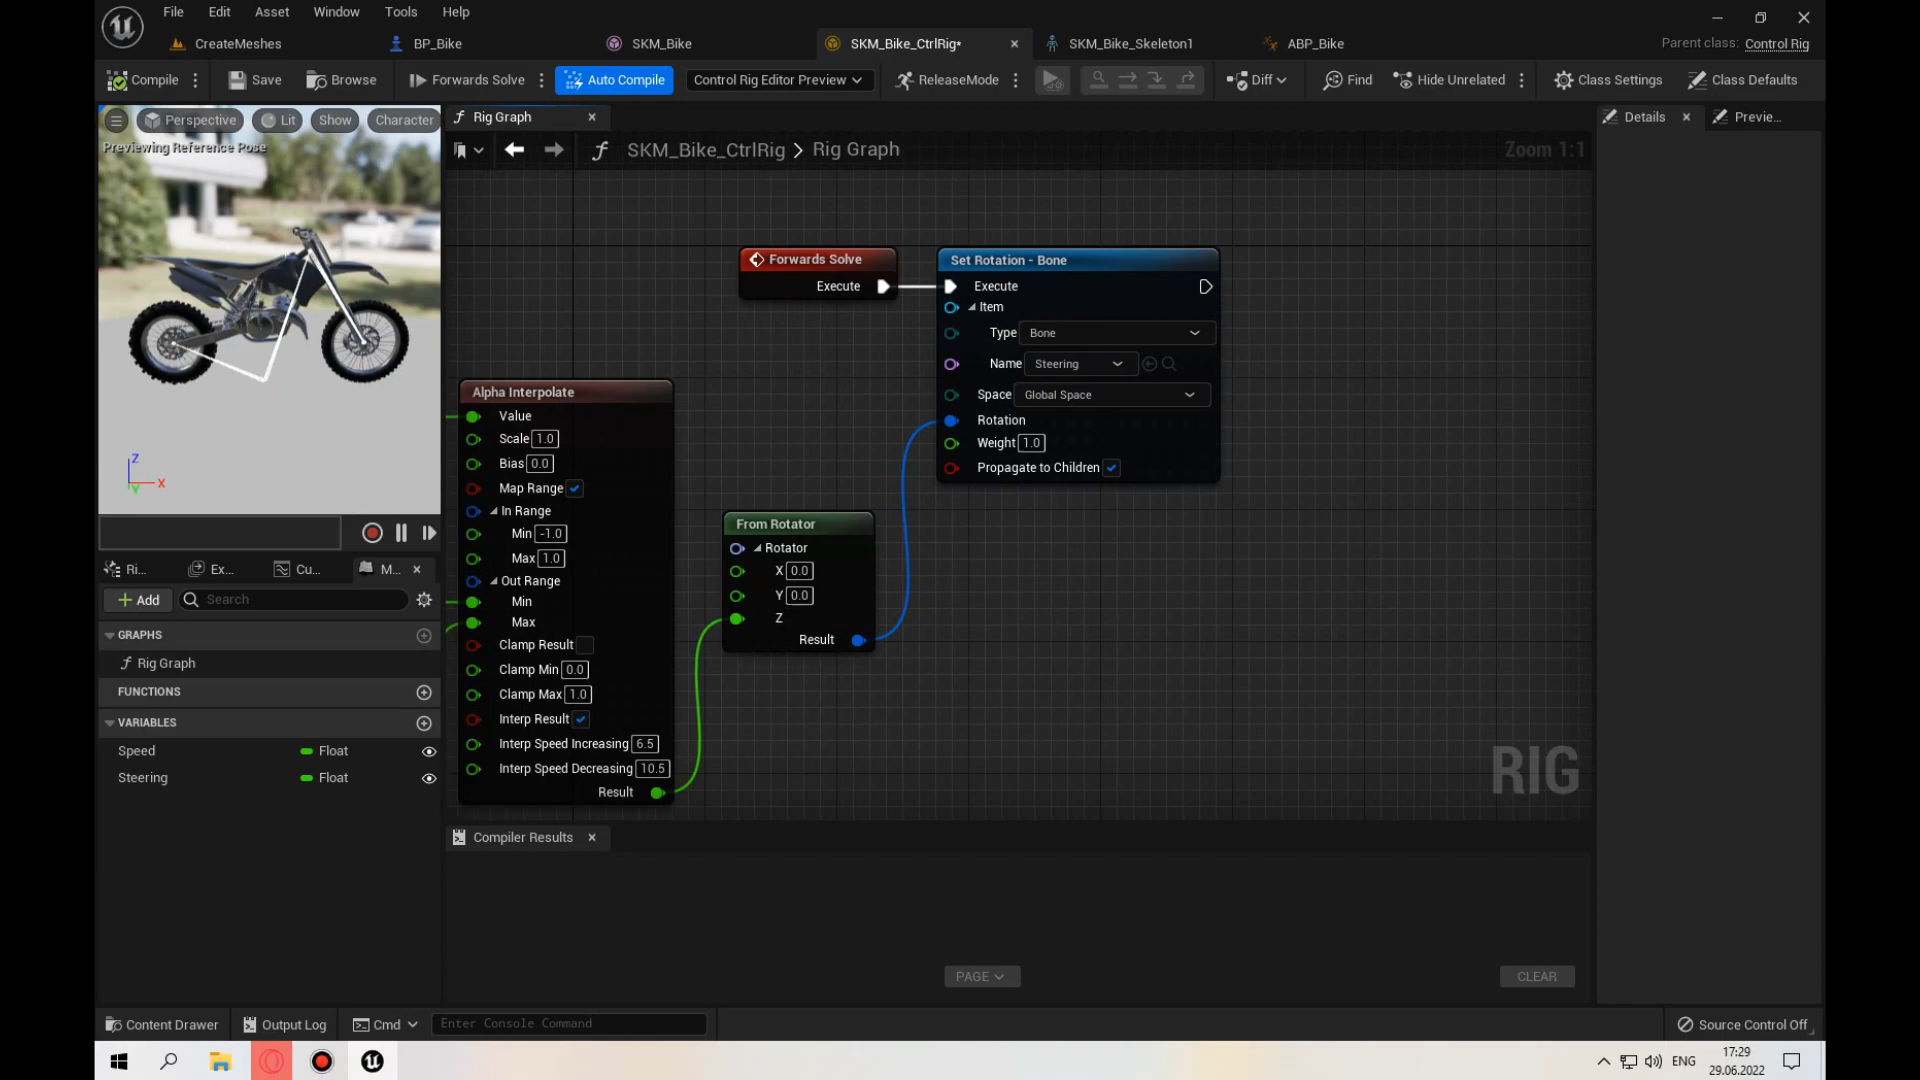 File Edit Asset Window Tools Help
CreateMeshes BP_Bike SKM_Bike SKM_Bike_CtrlRig* SKM_Bike_Skeleton1 ABP_Bike Parent class: Control Rig
Compile Save Browse Forwards Solve Auto Compile Control Rig Editor Preview ReleaseMode Diff Find Hide Unrelated Class Settings Class Defaults
Perspective Lit Show Character
Previewing Reference Pose
Z
X
Y
Rig Graph
SKM_Bike_CtrlRig > Rig Graph
Zoom 1:1
Details Previe...
Forwards Solve
Execute
Set Rotation - Bone
Execute
Item
Type Bone
Name Steering
Space Global Space
Rotation
Weight 1.0
Propagate to Children
Alpha Interpolate
Value
Scale 1.0
Bias 0.0
Map Range
In Range
Min -1.0
Max 1.0
Out Range
Min
Max
Clamp Result
Clamp Min 0.0
Clamp Max 1.0
Interp Result
Interp Speed Increasing 6.5
Interp Speed Decreasing 10.5
Result
From Rotator
Rotator
X 0.0
Y 0.0
Z
Result
RIG
Ri... Ex... Cu... M...
Add Search
GRAPHS
Rig Graph
FUNCTIONS
VARIABLES
Speed Float
Steering Float
Compiler Results
PAGE CLEAR
Content Drawer Output Log Cmd Enter Console Command Source Control Off
ENG 17:29
29.06.2022